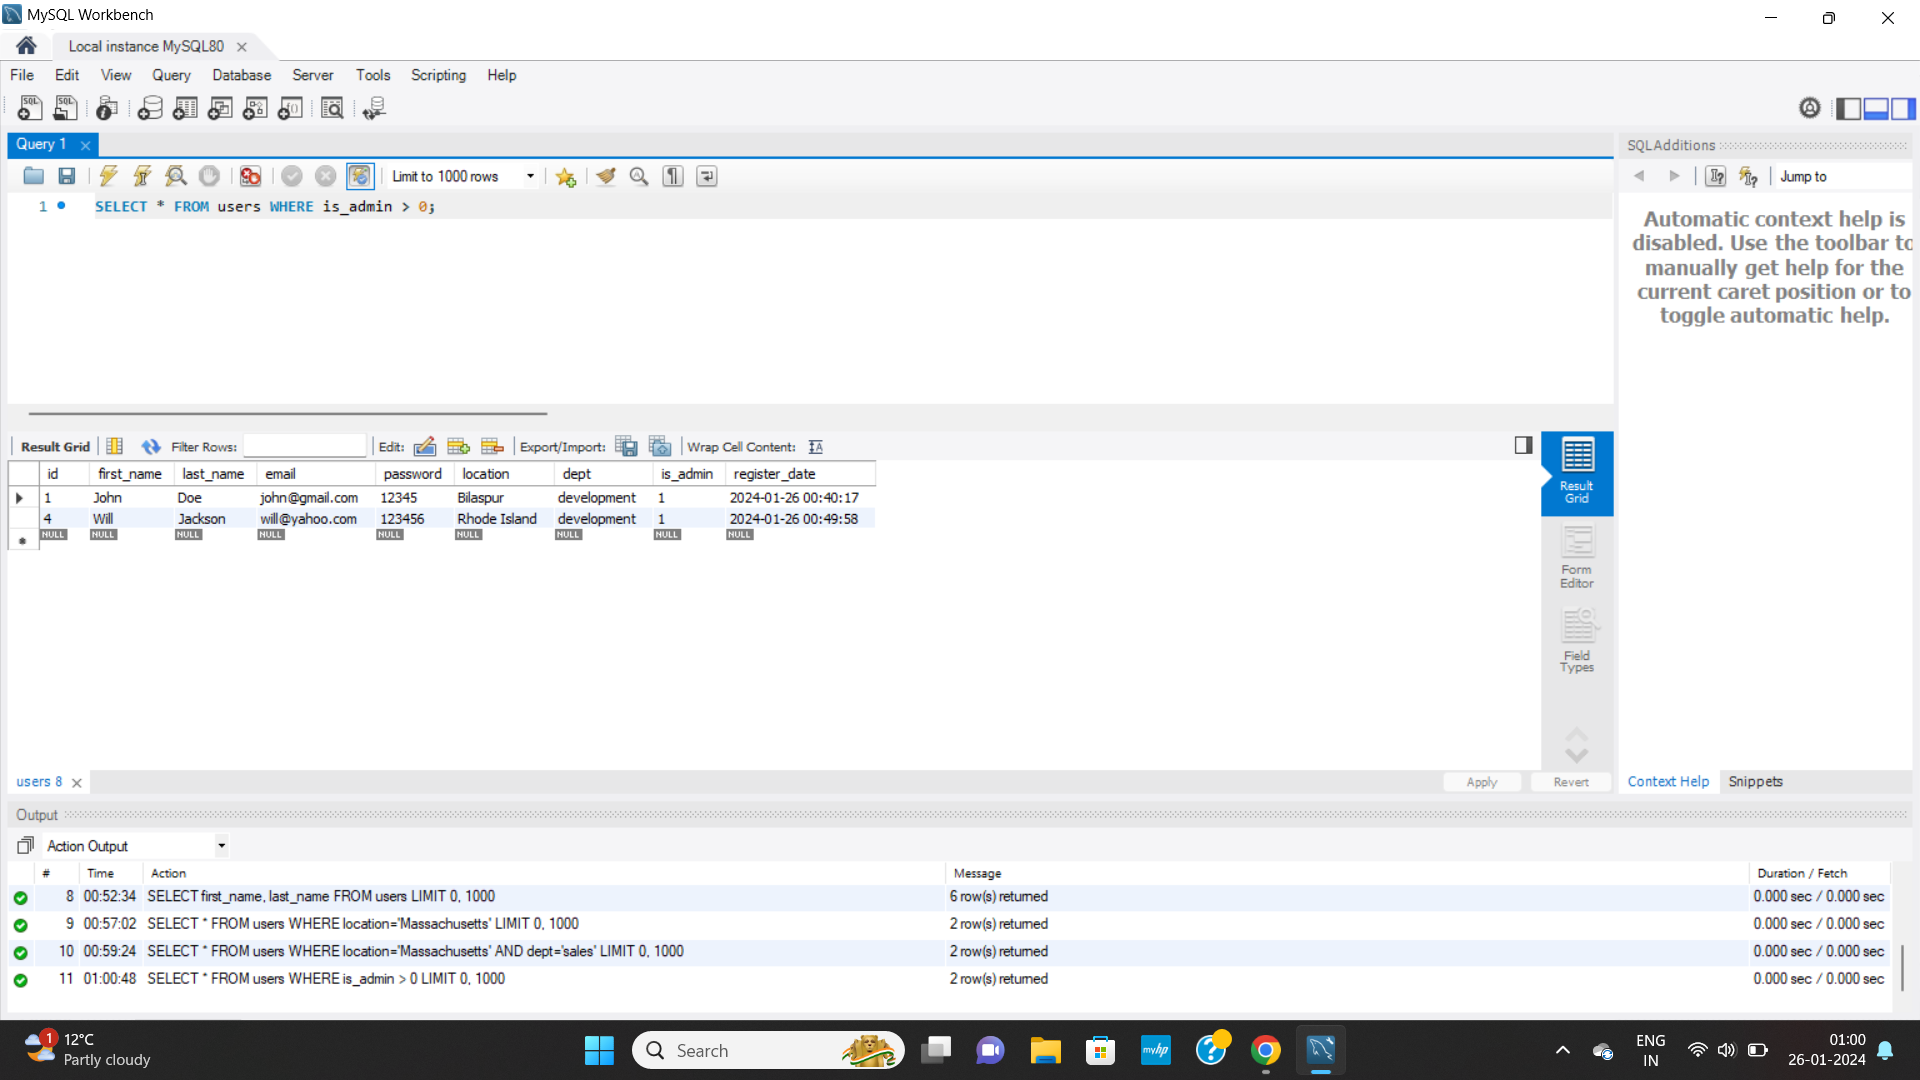 MySQL Workbench
Local instance MySQL80
File Edit View Query Database Server Tools Scripting Help
Query 1
SQLAdditions
Limit to 1000 rows
Jump to
1 SELECT * FROM users WHERE is_admin > 0;
Automatic context help is
disabled. Use the toolbar to
manually get help for the
current caret position or to
toggle automatic help.
Result Grid Filter Rows: Edit: Export/Import: Wrap Cell Content:
id first_name last_name email password location dept is_admin register_date
1 John Doe john@gmail.com 12345 Bilaspur development 1 2024-01-26 00:40:17
4 Will Jackson will@yahoo.com 123456 Rhode Island development 1 2024-01-26 00:49:58
NULL NULL NULL NULL NULL NULL NULL NULL NULL
Result
Grid
Form
Editor
Field
Types
users 8
Apply Revert
Context Help Snippets
Output
Action Output
# Time Action Message Duration / Fetch
8 00:52:34 SELECT first_name, last_name FROM users LIMIT 0, 1000 6 row(s) returned 0.000 sec / 0.000 sec
9 00:57:02 SELECT * FROM users WHERE location='Massachusetts' LIMIT 0, 1000 2 row(s) returned 0.000 sec / 0.000 sec
10 00:59:24 SELECT * FROM users WHERE location='Massachusetts' AND dept='sales' LIMIT 0, 1000 2 row(s) returned 0.000 sec / 0.000 sec
11 01:00:48 SELECT * FROM users WHERE is_admin > 0 LIMIT 0, 1000 2 row(s) returned 0.000 sec / 0.000 sec
1
12°C
Partly cloudy
Search
myhp
ENG
IN
01:00
26-01-2024